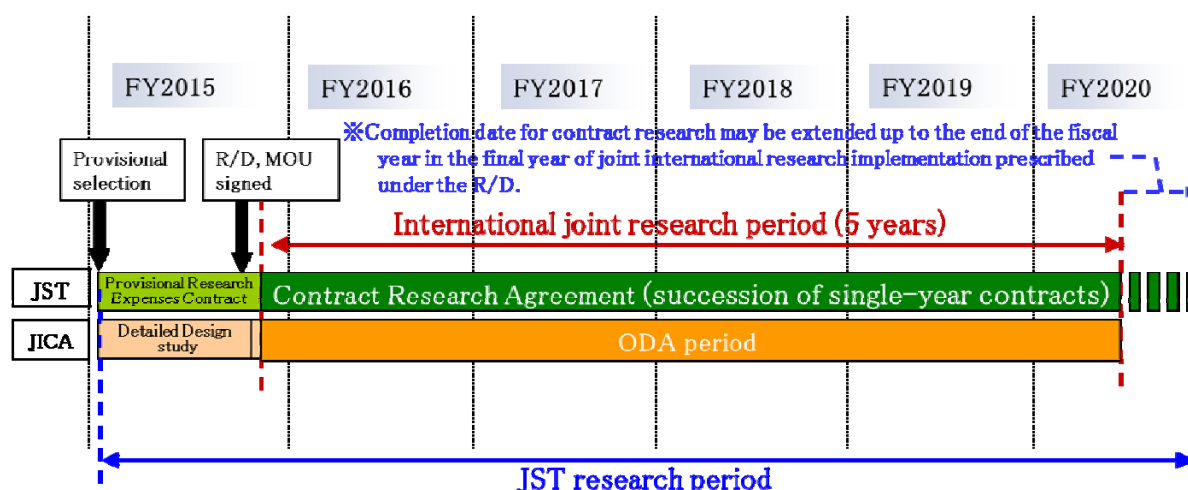 FY2015
FY2016
FY2017
FY2018
FY2019
FY2020
※Completion date for contract research may be extended up to the end of the fiscal
year in the final year of joint international research implementation prescribed
under the R/D.
Provisional
selection
R/D, MOU
signed
International joint research period (5 years)
JST
Provisional Research
Expenses Contract
Contract Research Agreement (succession of single-year contracts)
JICA
Detailed Design
study
ODA period
JST research period